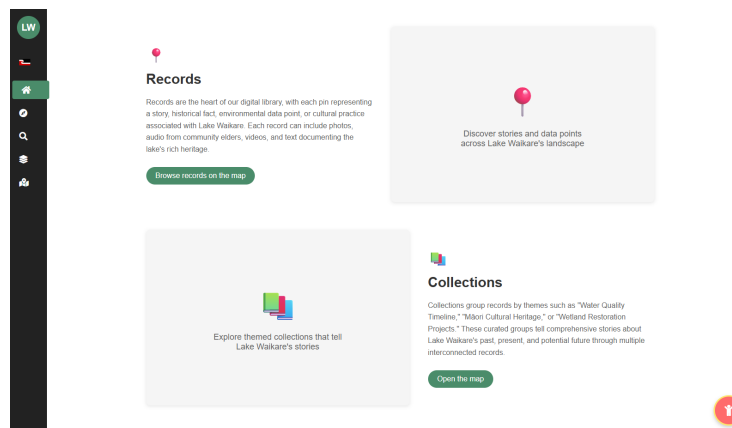 LW
Records
Records are the heart of our digital library, with each pin representing
a story, historical fact, environmental data point, or cultural practice
associated with Lake Waikare. Each record can include photos,
audio from community elders, videos, and text documenting the
lake's rich heritage.
Browse records on the map
Discover stories and data points
across Lake Waikare's landscape
Explore themed collections that tell
Lake Waikare's stories
Collections
Collections group records by themes such as "Water Quality
Timeline," "Māori Cultural Heritage," or "Wetland Restoration
Projects." These curated groups tell comprehensive stories about
Lake Waikare's past, present, and potential future through multiple
interconnected records.
Open the map